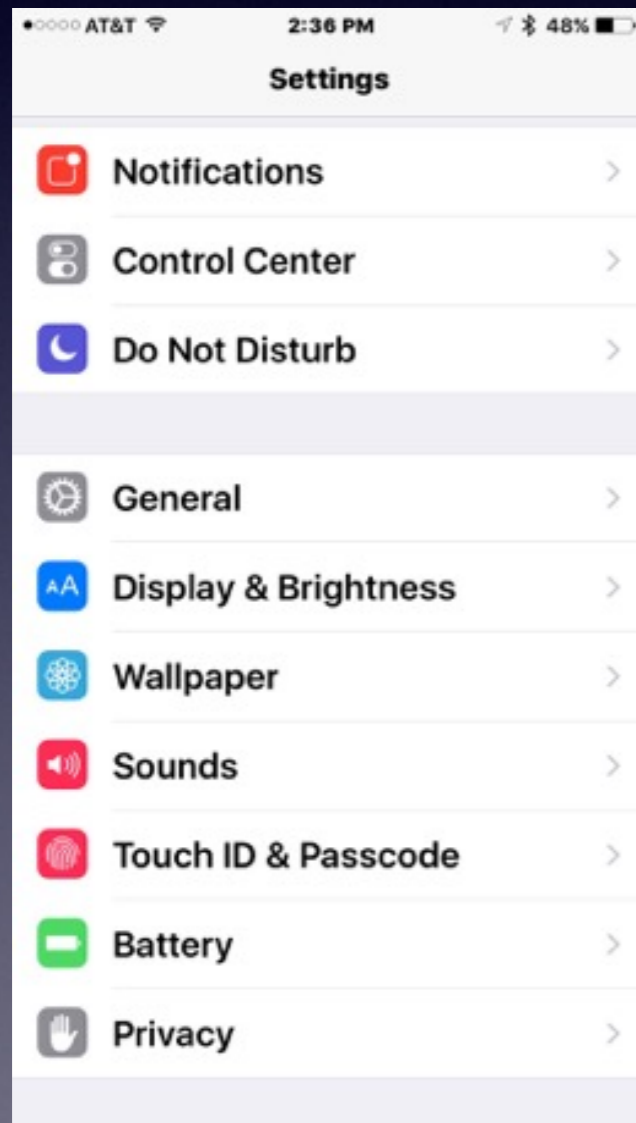 AT&T 2:36 PM 48%
Settings
Notifications
Control Center
Do Not Disturb
General
AA Display & Brightness
Wallpaper
Sounds
Touch ID & Passcode
Battery
Privacy